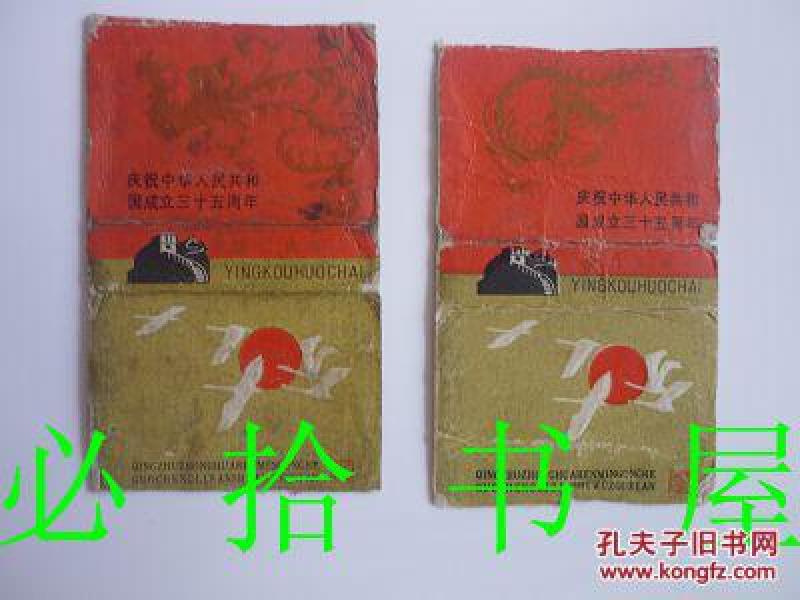 庆祝中华人民共和
国成立三十五周年
YINGKOUHUOCHAI
庆祝中华人民共和
国成立三十五周年
YINGKOUHUOCHAI
必拾书屋
孔夫子旧书网
www.kongfz.com